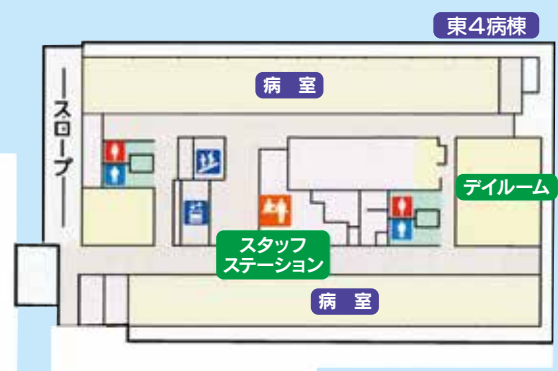 東4病棟
病 室
スロープ
デイルーム
スタッフ
ステーション
病 室